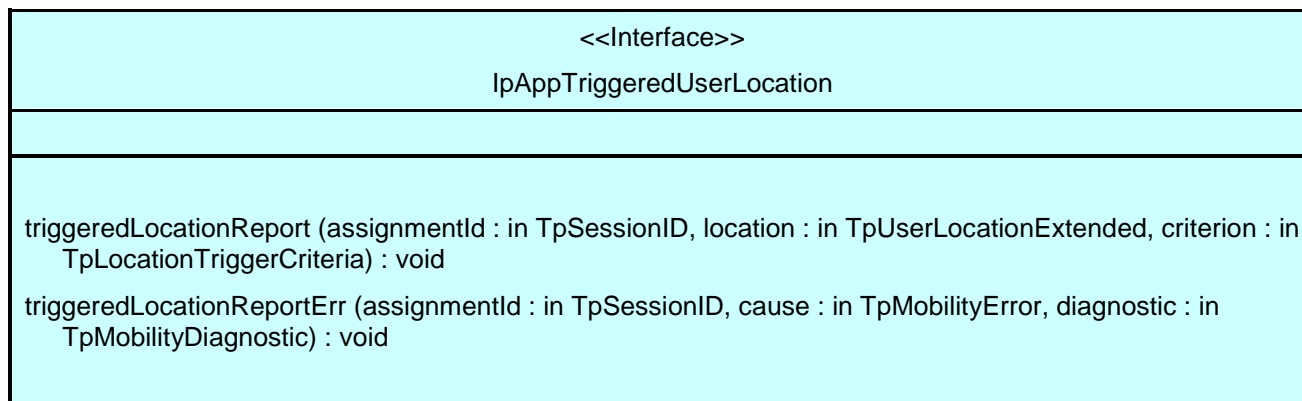 <<Interface>>
IpAppTriggeredUserLocation
triggeredLocationReport (assignmentId : in TpSessionID, location : in TpUserLocationExtended, criterion : in
TpLocationTriggerCriteria) : void
triggeredLocationReportErr (assignmentId : in TpSessionID, cause : in TpMobilityError, diagnostic : in
TpMobilityDiagnostic) : void